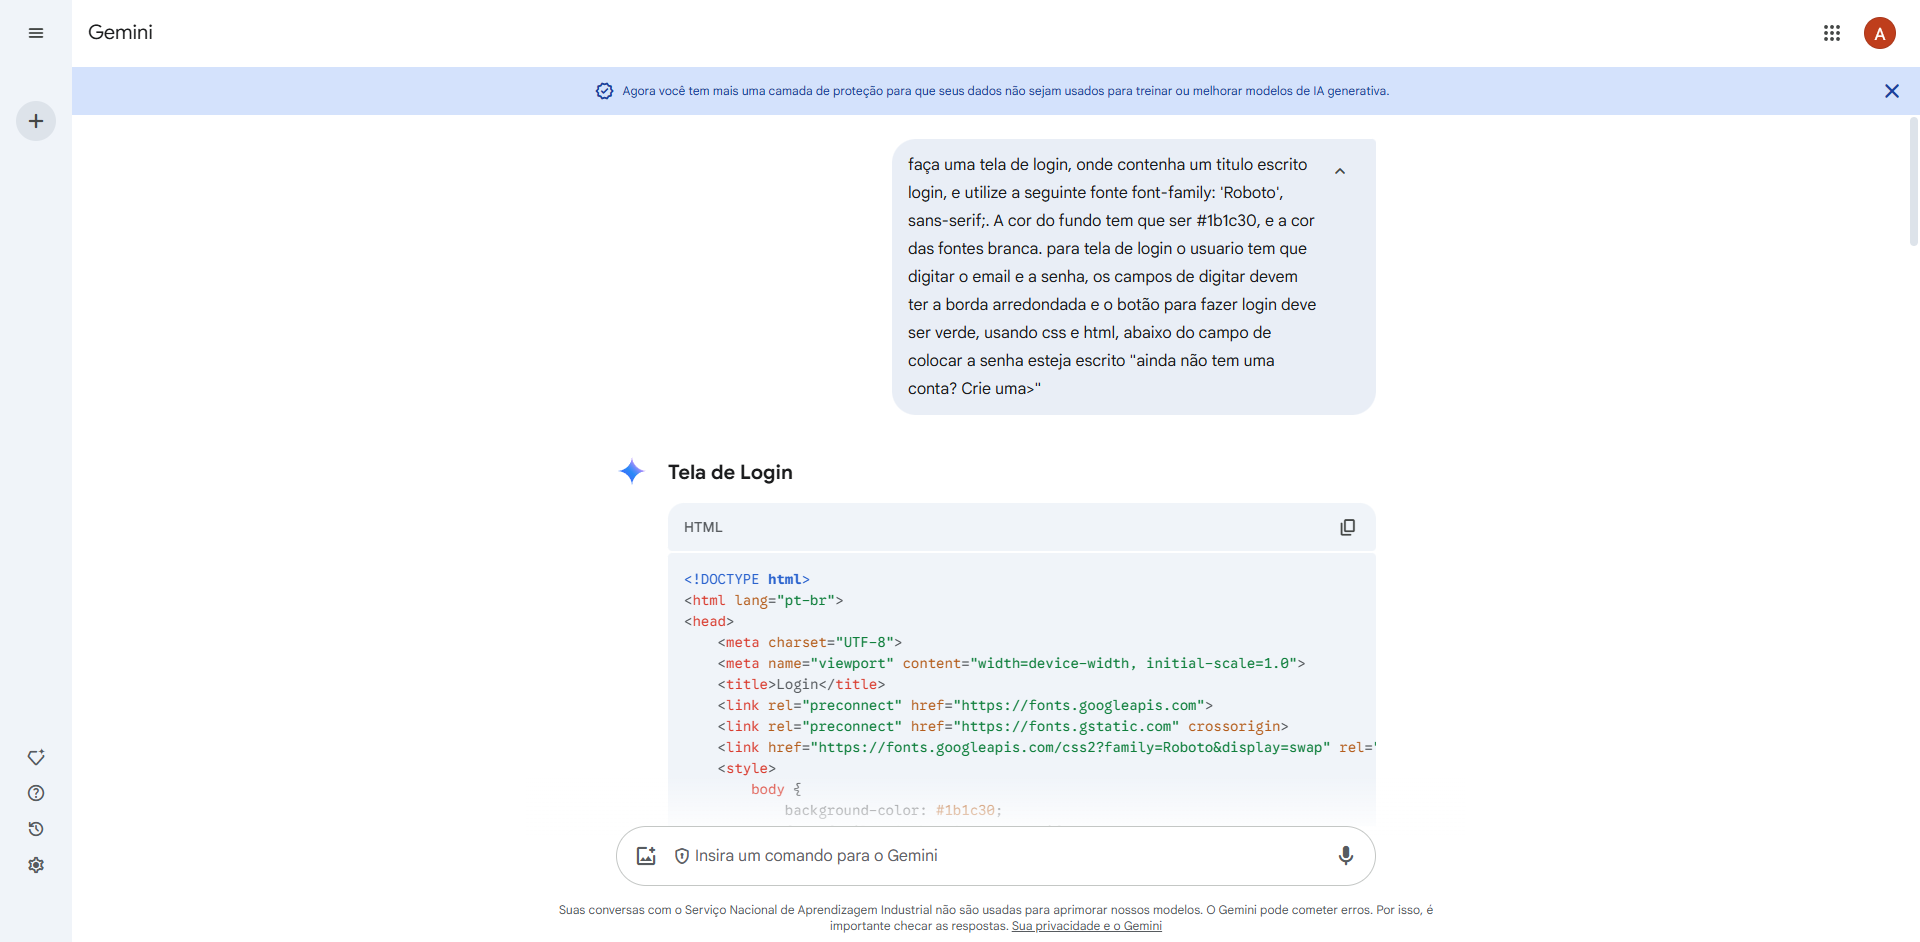 Gemini
A
Agora você tem mais uma camada de proteção para que seus dados não sejam usados para treinar ou melhorar modelos de IA generativa.
faça uma tela de login, onde contenha um titulo escrito
login, e utilize a seguinte fonte font-family: 'Roboto',
sans-serif;. A cor do fundo tem que ser #1b1c30, e a cor
das fontes branca. para tela de login o usuario tem que
digitar o email e a senha, os campos de digitar devem
ter a borda arredondada e o botão para fazer login deve
ser verde, usando css e html, abaixo do campo de
colocar a senha esteja escrito "ainda não tem uma
conta? Crie uma>"
Tela de Login
HTML
<!DOCTYPE html>
<html lang="pt-br">
<head>
    <meta charset="UTF-8">
    <meta name="viewport" content="width=device-width, initial-scale=1.0">
    <title>Login</title>
    <link rel="preconnect" href="https://fonts.googleapis.com">
    <link rel="preconnect" href="https://fonts.gstatic.com" crossorigin>
    <link href="https://fonts.googleapis.com/css2?family=Roboto&display=swap" rel="
    <style>
        body {
            background-color: #1b1c30;
Insira um comando para o Gemini
Suas conversas com o Serviço Nacional de Aprendizagem Industrial não são usadas para aprimorar nossos modelos. O Gemini pode cometer erros. Por isso, é
importante checar as respostas. Sua privacidade e o Gemini